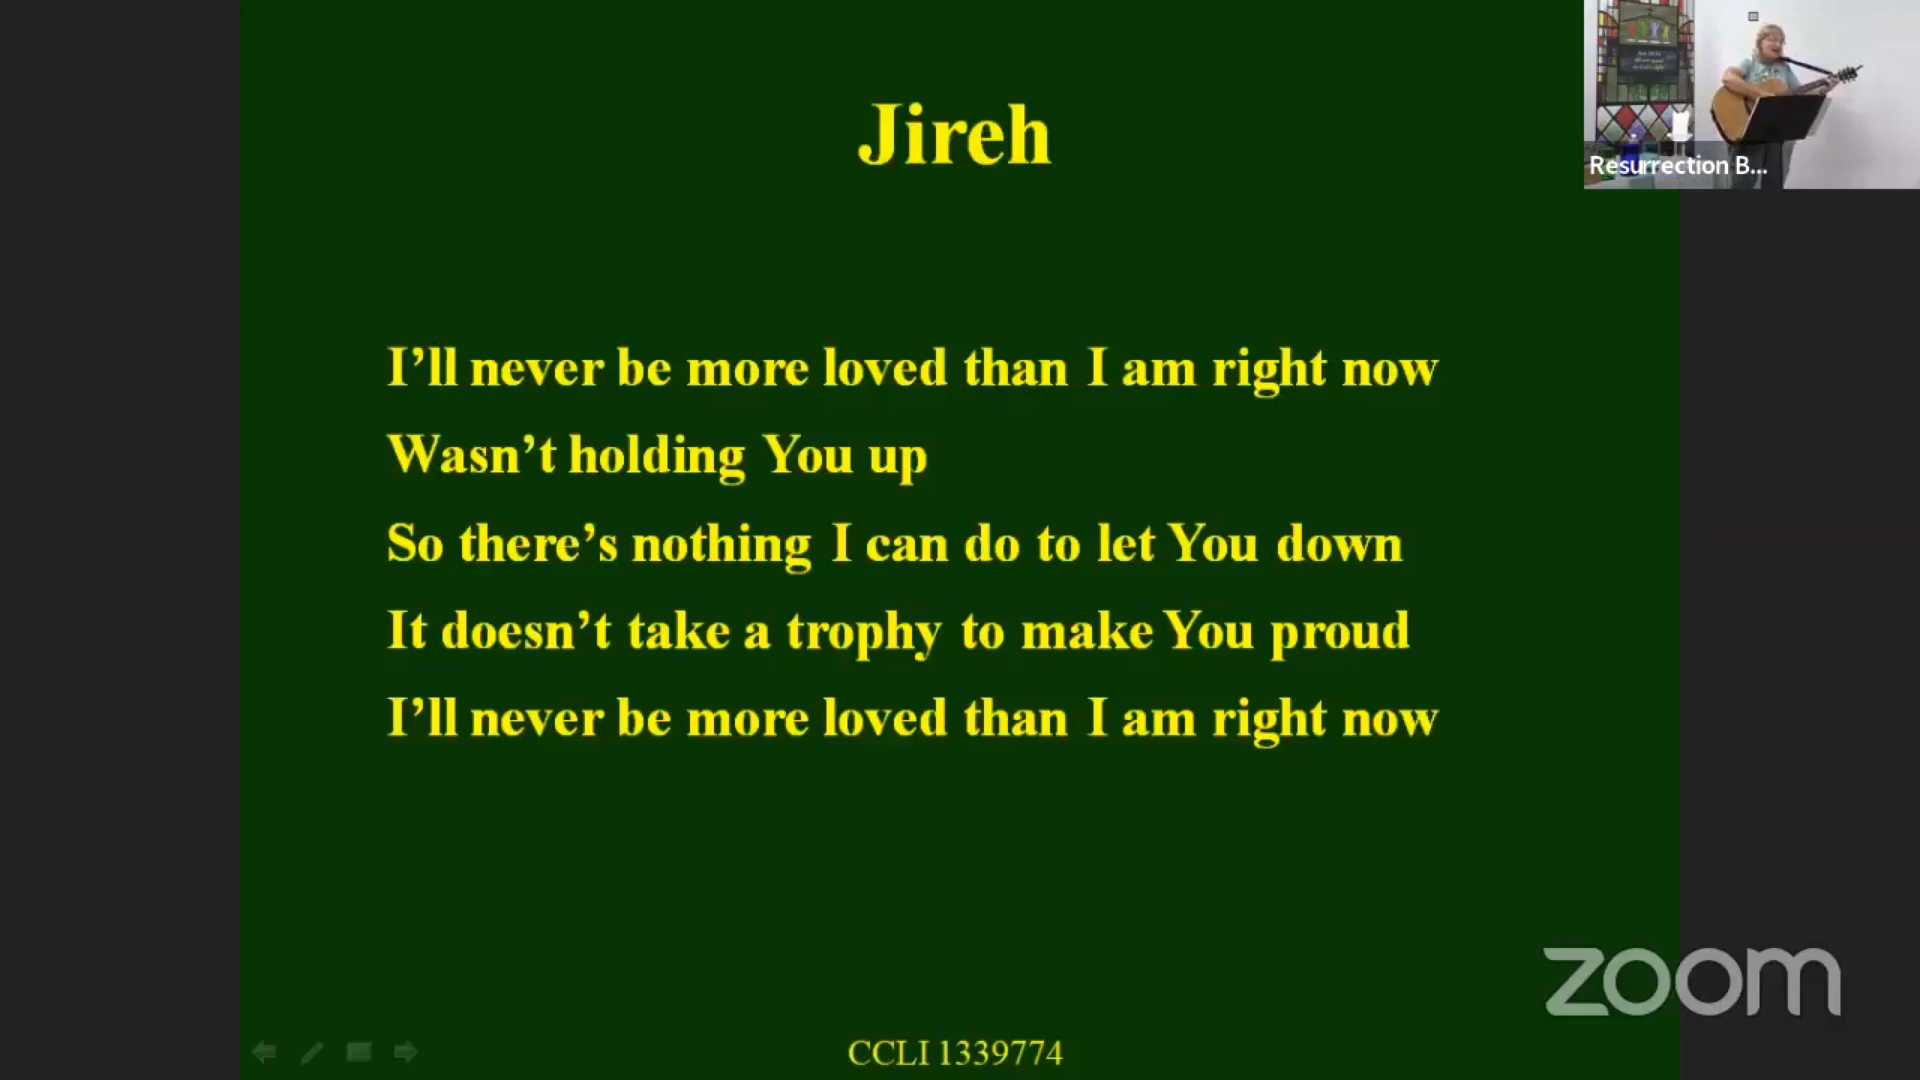 Jireh
Resurrection B...
I’ll never be more loved than I am right now
Wasn’t holding You up
So there’s nothing I can do to let You down
It doesn’t take a trophy to make You proud
I’ll never be more loved than I am right now
zoom
CCLI 1339774